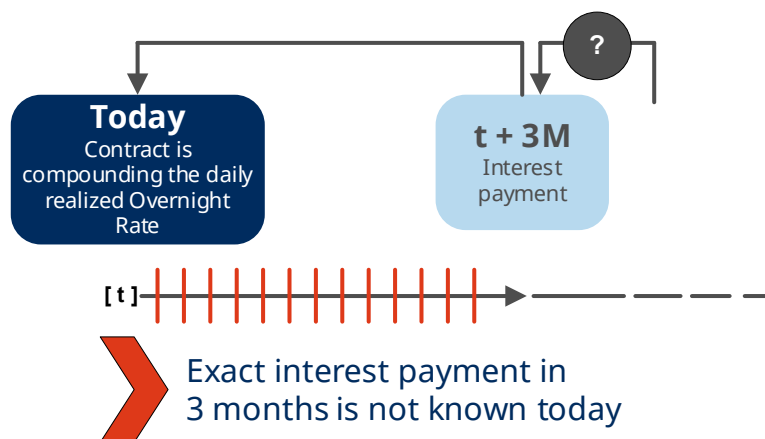 ?
Today
Contract is
compounding the daily
realized Overnight
Rate
t + 3M
Interest
payment
[ t ]
Exact interest payment in
3 months is not known today